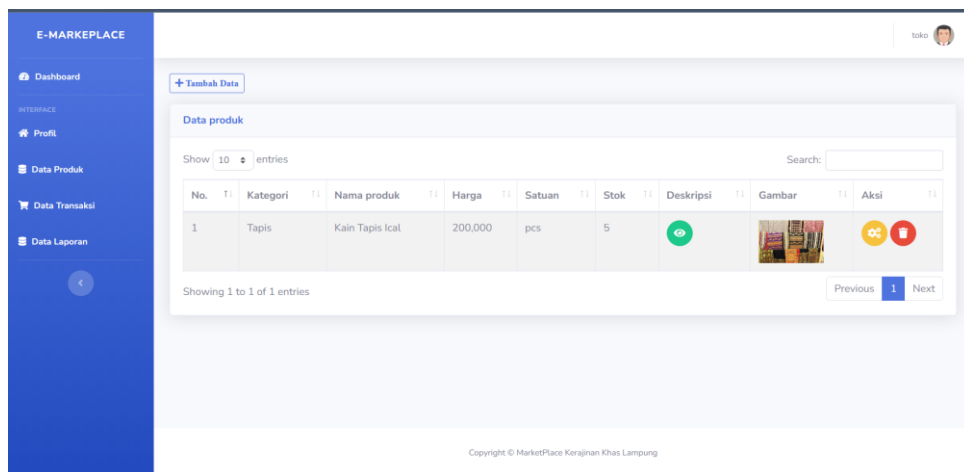 E-MARKEPLACE
toko
Dashboard
INTERFACE
Profil
Data Produk
Data Transaksi
Data Laporan
+ Tambah Data
Data produk
Show 10 entries
Search:
No. Kategori Nama produk Harga Satuan Stok Deskripsi Gambar Aksi
1 Tapis Kain Tapis Ical 200,000 pcs 5
Showing 1 to 1 of 1 entries
Previous 1 Next
Copyright © MarketPlace Kerajinan Khas Lampung